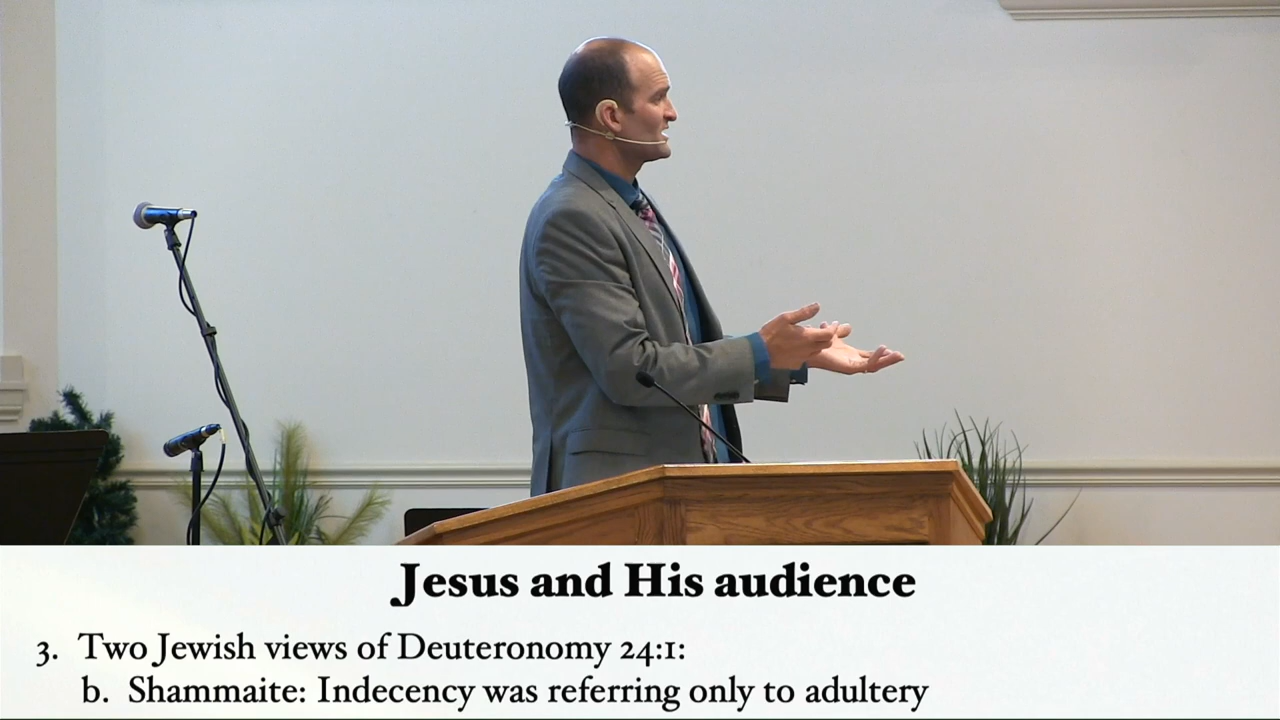 Jesus and His audience
3. Two Jewish views of Deuteronomy 24:1:
b. Shammaite: Indecency was referring only to adultery